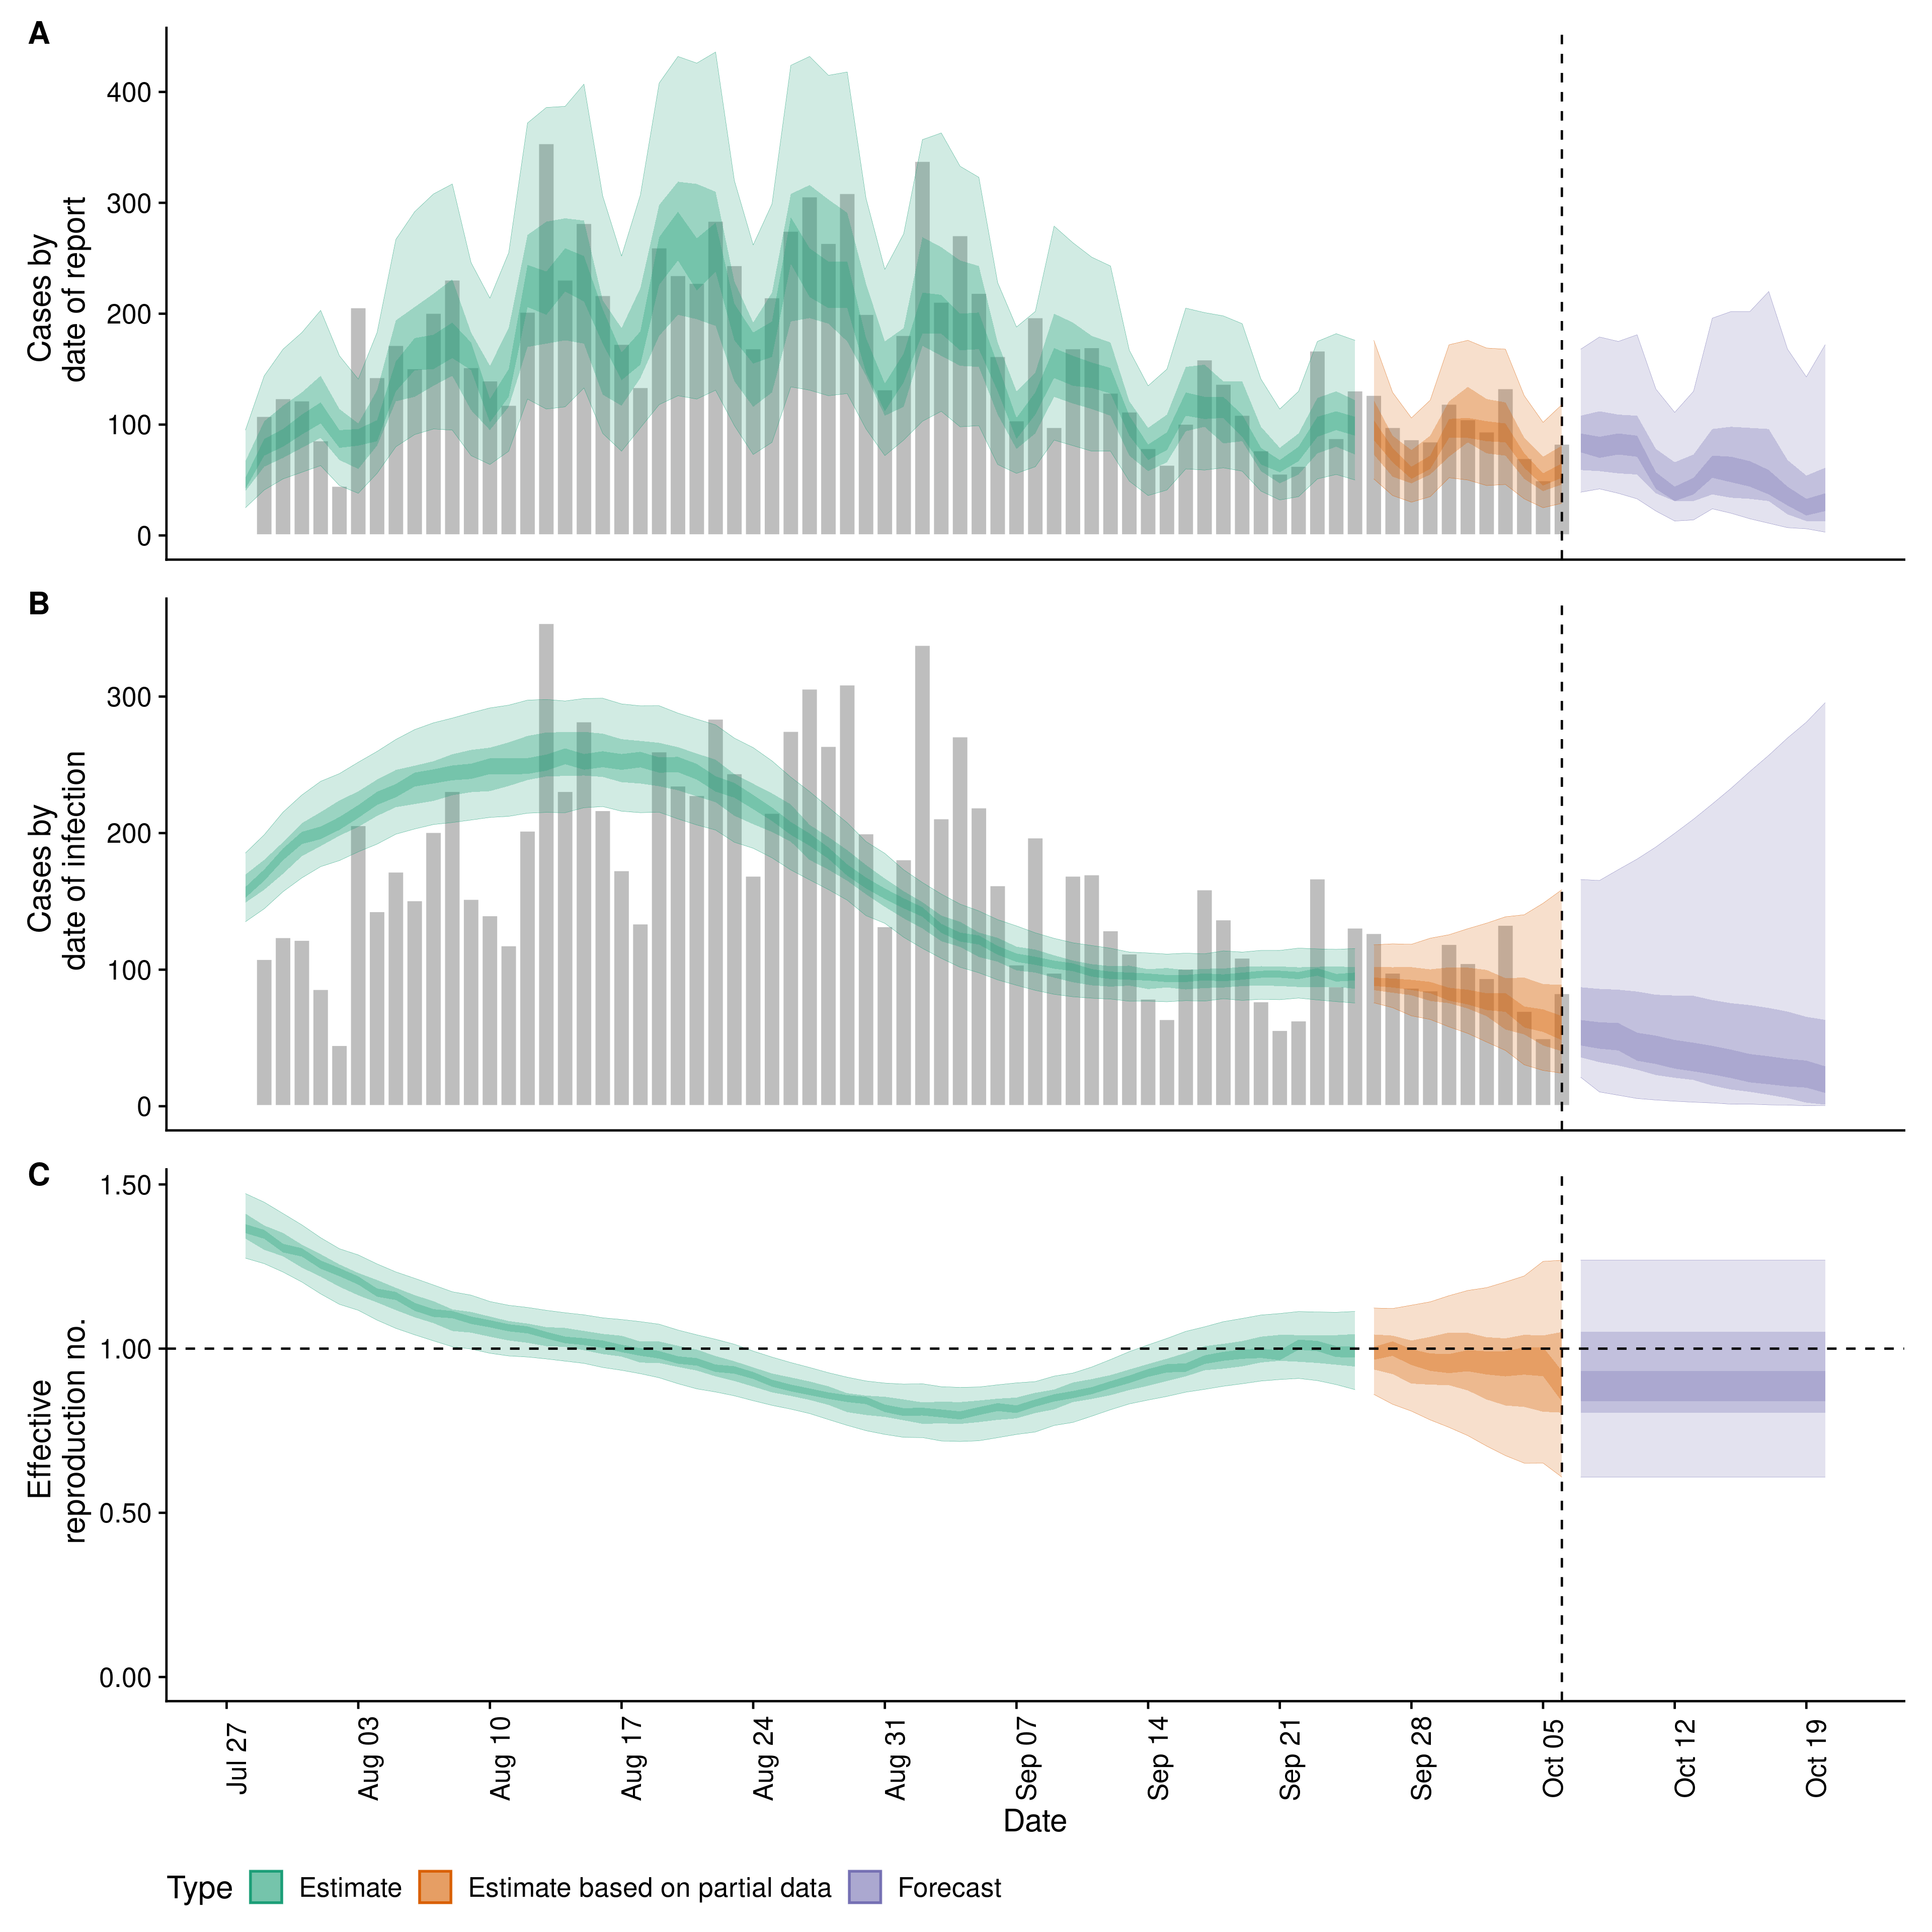 A
Cases by
date of report
400
300
200
100
0
B
Cases by
date of infection
300
200
100
0
C
Effective
reproduction no.
1.50
1.00
0.50
0.00
Jul 27
Aug 03
Aug 10
Aug 17
Aug 24
Aug 31
Sep 07
Sep 14
Sep 21
Sep 28
Oct 05
Oct 12
Oct 19
Date
Type Estimate Estimate based on partial data Forecast